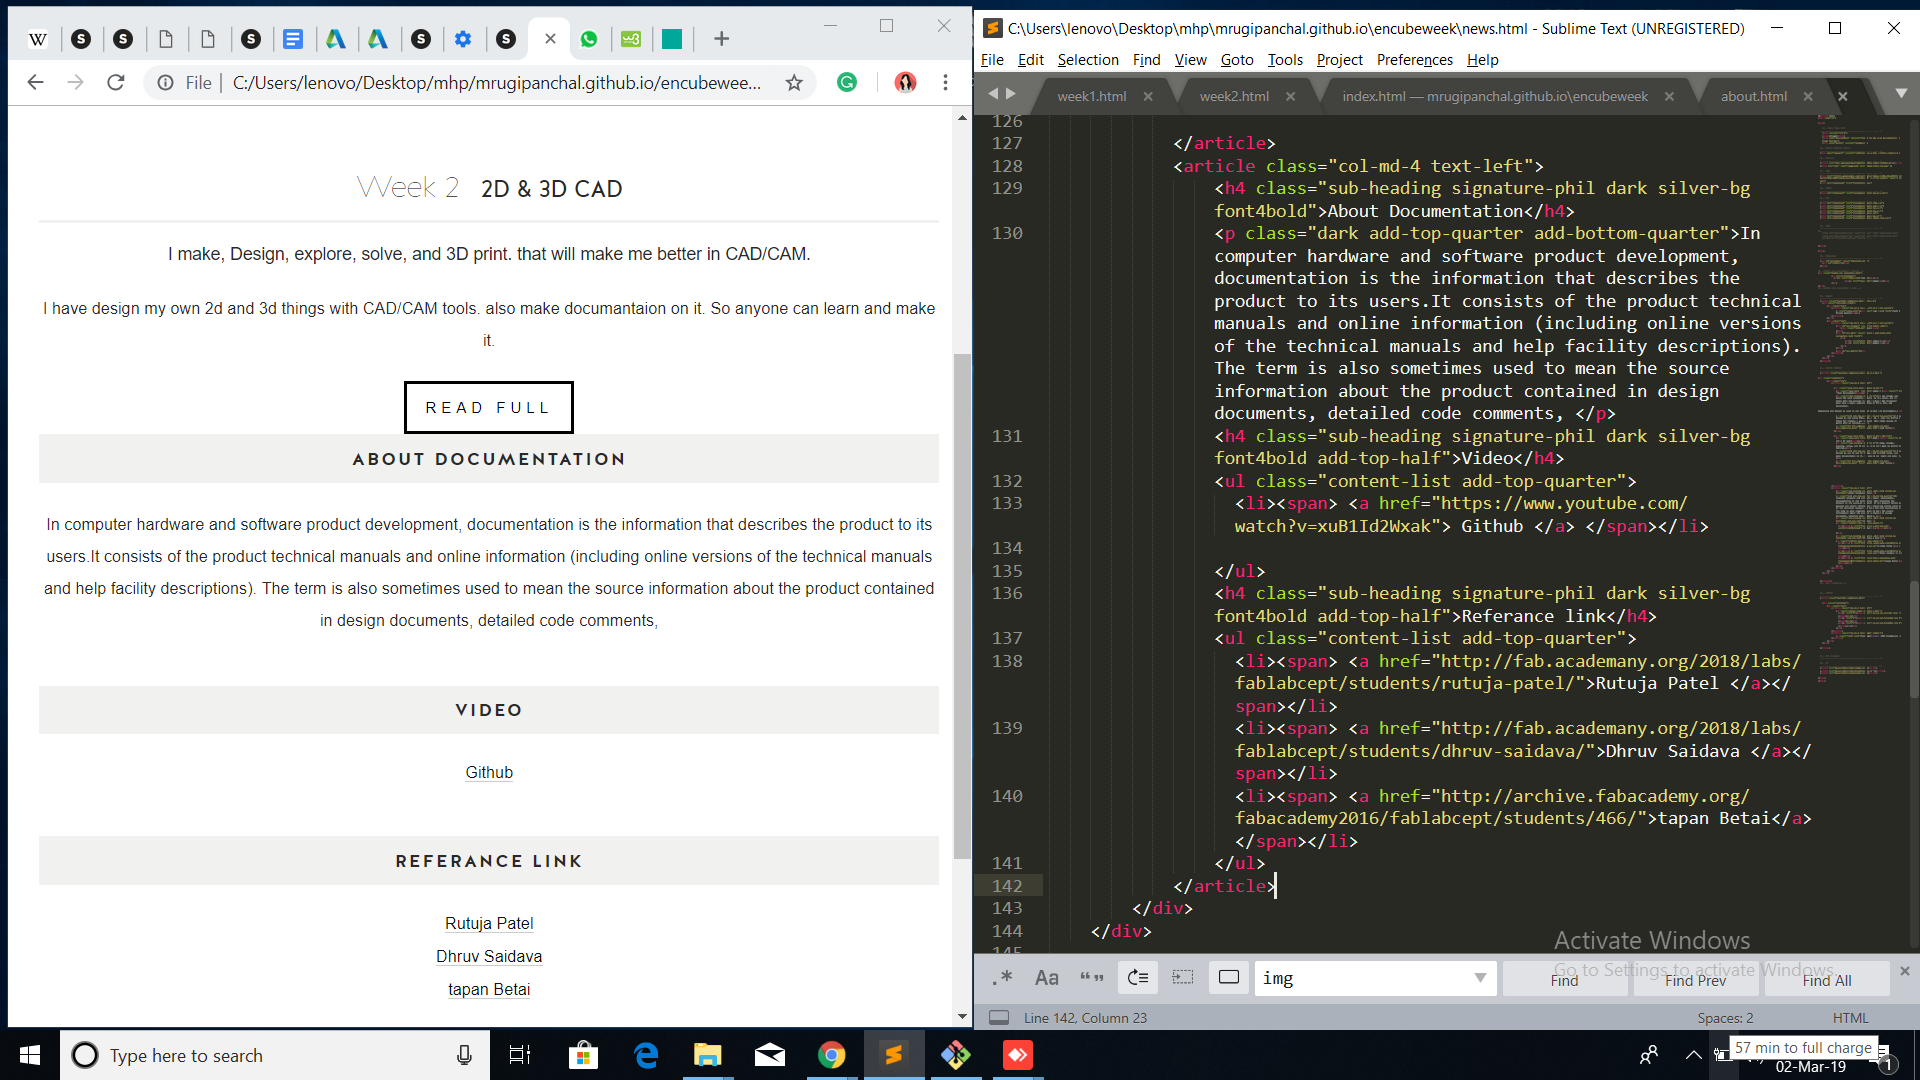 File C:/Users/lenovo/Desktop/mhp/mrugipanchal.github.io/encubewee...
Week 2 2D & 3D CAD
I make, Design, explore, solve, and 3D print. that will make me better in CAD/CAM.
I have design my own 2d and 3d things with CAD/CAM tools. also make documantaion on it. So anyone can learn and make
it.
READ FULL
ABOUT DOCUMENTATION
In computer hardware and software product development, documentation is the information that describes the product to its
users.It consists of the product technical manuals and online information (including online versions of the technical manuals
and help facility descriptions). The term is also sometimes used to mean the source information about the product contained
in design documents, detailed code comments,
VIDEO
Github
REFERANCE LINK
Rutuja Patel
Dhruv Saidava
tapan Betai
C:\Users\lenovo\Desktop\mhp\mrugipanchal.github.io\encubeweek\news.html - Sublime Text (UNREGISTERED)
File Edit Selection Find View Goto Tools Project Preferences Help
week1.html week2.html index.html — mrugipanchal.github.io\encubeweek about.html
126
127 </article>
128 <article class="col-md-4 text-left">
129 <h4 class="sub-heading signature-phil dark silver-bg
font4bold">About Documentation</h4>
130 <p class="dark add-top-quarter add-bottom-quarter">In
computer hardware and software product development,
documentation is the information that describes the
product to its users.It consists of the product technical
manuals and online information (including online versions
of the technical manuals and help facility descriptions).
The term is also sometimes used to mean the source
information about the product contained in design
documents, detailed code comments, </p>
131 <h4 class="sub-heading signature-phil dark silver-bg
font4bold add-top-half">Video</h4>
132 <ul class="content-list add-top-quarter">
133 <li><span> <a href="https://www.youtube.com/
watch?v=xuB1Id2Wxak"> Github </a> </span></li>
134
135 </ul>
136 <h4 class="sub-heading signature-phil dark silver-bg
font4bold add-top-half">Referance link</h4>
137 <ul class="content-list add-top-quarter">
138 <li><span> <a href="http://fab.academany.org/2018/labs/
fablabcept/students/rutuja-patel/">Rutuja Patel </a></
span></li>
139 <li><span> <a href="http://fab.academany.org/2018/labs/
fablabcept/students/dhruv-saidava/">Dhruv Saidava </a></
span></li>
140 <li><span> <a href="http://archive.fabacademy.org/
fabacademy2016/fablabcept/students/466/">tapan Betai</a>
</span></li>
141 </ul>
142 </article>
143 </div>
144 </div>
145
Activate Windows
Go to Settings to activate Windows.
.* Aa “” img Find Find Prev Find All
Line 142, Column 23 Spaces: 2 HTML
Type here to search
57 min to full charge
02-Mar-19
1